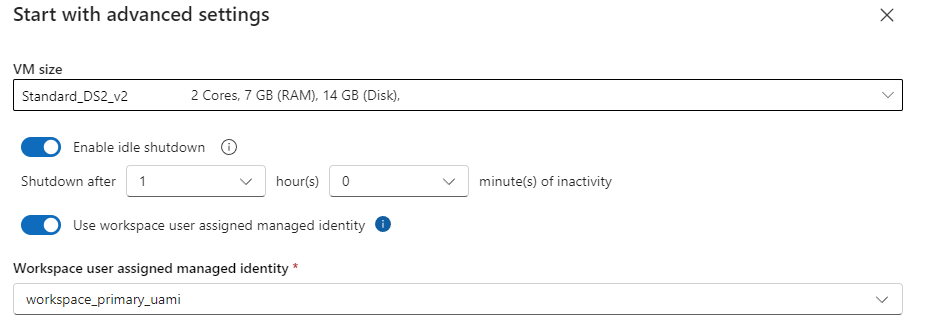 Start with advanced settings
VM size
Standard_DS2_v2 2 Cores, 7 GB (RAM), 14 GB (Disk),
Enable idle shutdown
Shutdown after 1 hour(s) 0 minute(s) of inactivity
Use workspace user assigned managed identity
Workspace user assigned managed identity *
workspace_primary_uami